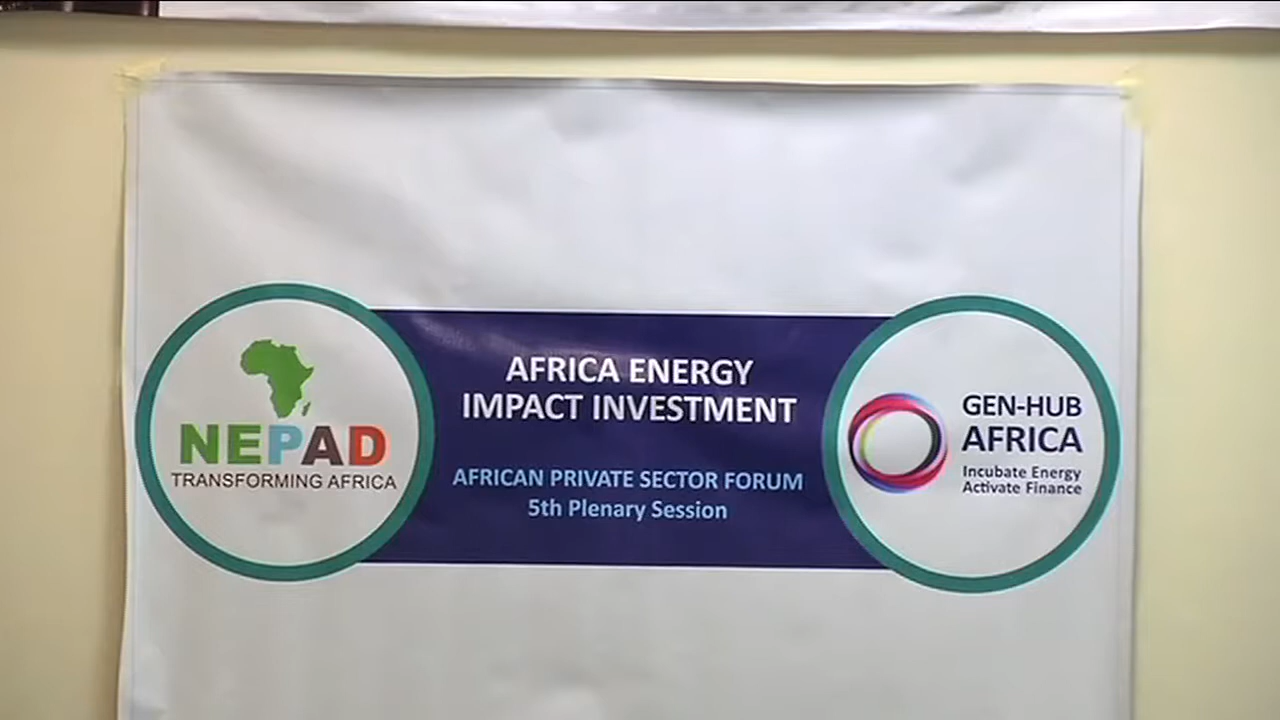 NEPAD
TRANSFORMING AFRICA
AFRICA ENERGY
IMPACT INVESTMENT
AFRICAN PRIVATE SECTOR FORUM
5th Plenary Session
GEN-HUB
AFRICA
Incubate Energy
Activate Finance